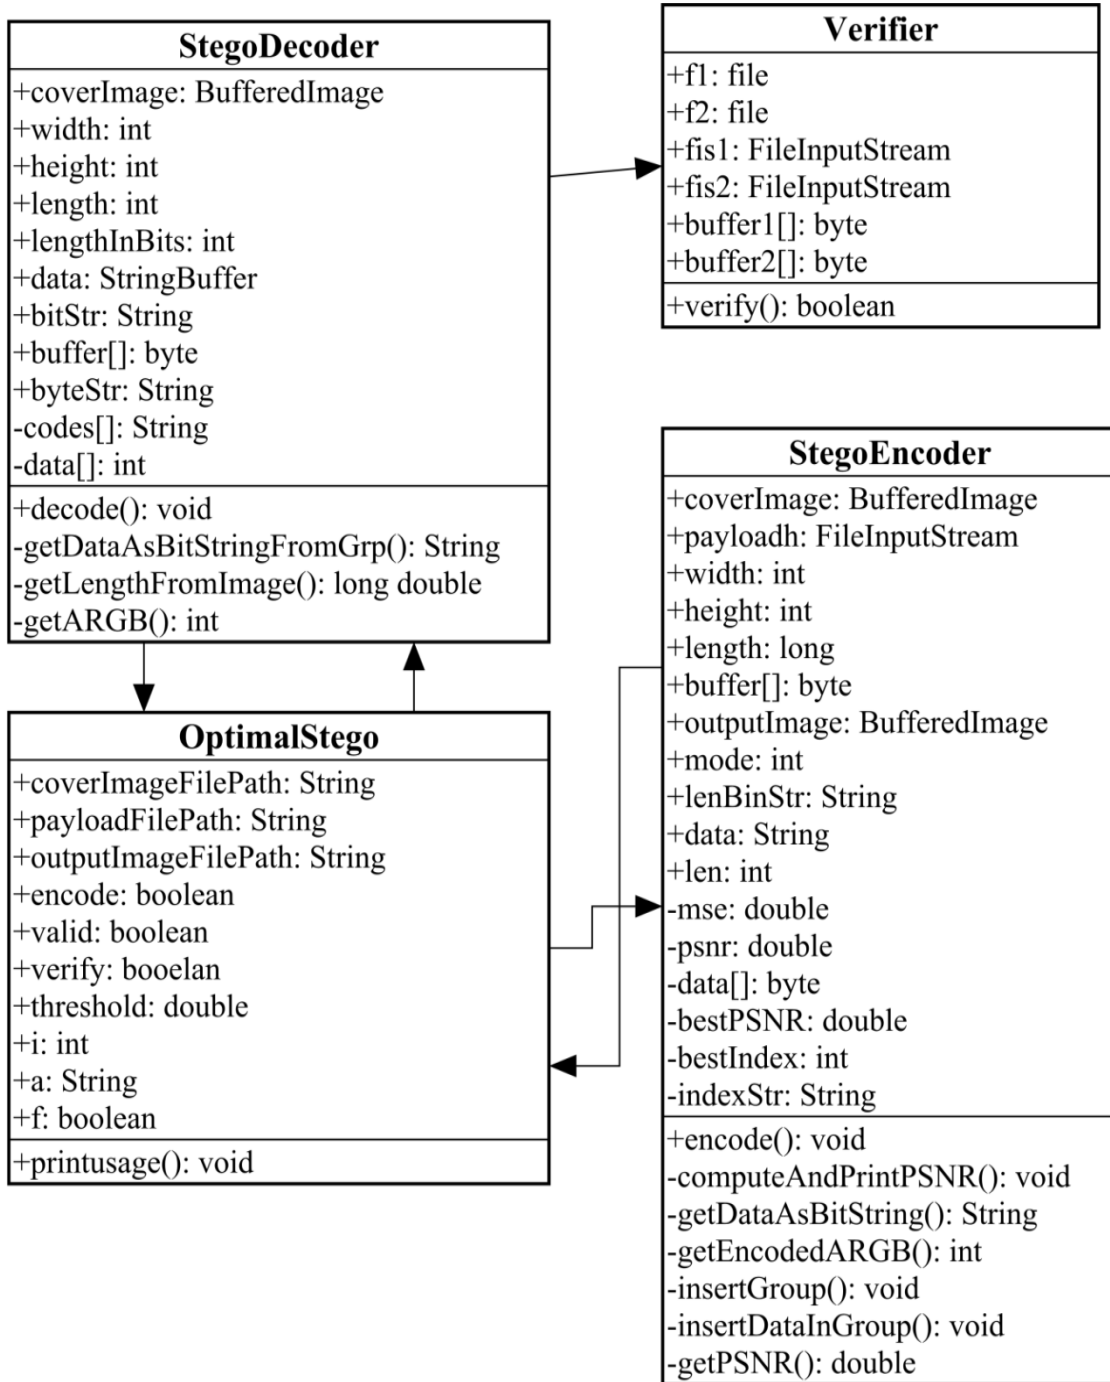 StegoDecoder
+coverImage: BufferedImage
+width: int
+height: int
+length: int
+lengthInBits: int
+data: StringBuffer
+bitStr: String
+buffer[]: byte
+byteStr: String
-codes[]: String
-data[]: int
+decode(): void
-getDataAsBitStringFromGrp(): String
-getLengthFromImage(): long double
-getARGB(): int
Verifier
+f1: file
+f2: file
+fis1: FileInputStream
+fis2: FileInputStream
+buffer1[]: byte
+buffer2[]: byte
+verify(): boolean
OptimalStego
+coverImageFilePath: String
+payloadFilePath: String
+outputImageFilePath: String
+encode: boolean
+valid: boolean
+verify: booelan
+threshold: double
+i: int
+a: String
+f: boolean
+printusage(): void
StegoEncoder
+coverImage: BufferedImage
+payloadh: FileInputStream
+width: int
+height: int
+length: long
+buffer[]: byte
+outputImage: BufferedImage
+mode: int
+lenBinStr: String
+data: String
+len: int
-mse: double
-psnr: double
-data[]: byte
-bestPSNR: double
-bestIndex: int
-indexStr: String
+encode(): void
-computeAndPrintPSNR(): void
-getDataAsBitString(): String
-getEncodedARGB(): int
-insertGroup(): void
-insertDataInGroup(): void
-getPSNR(): double